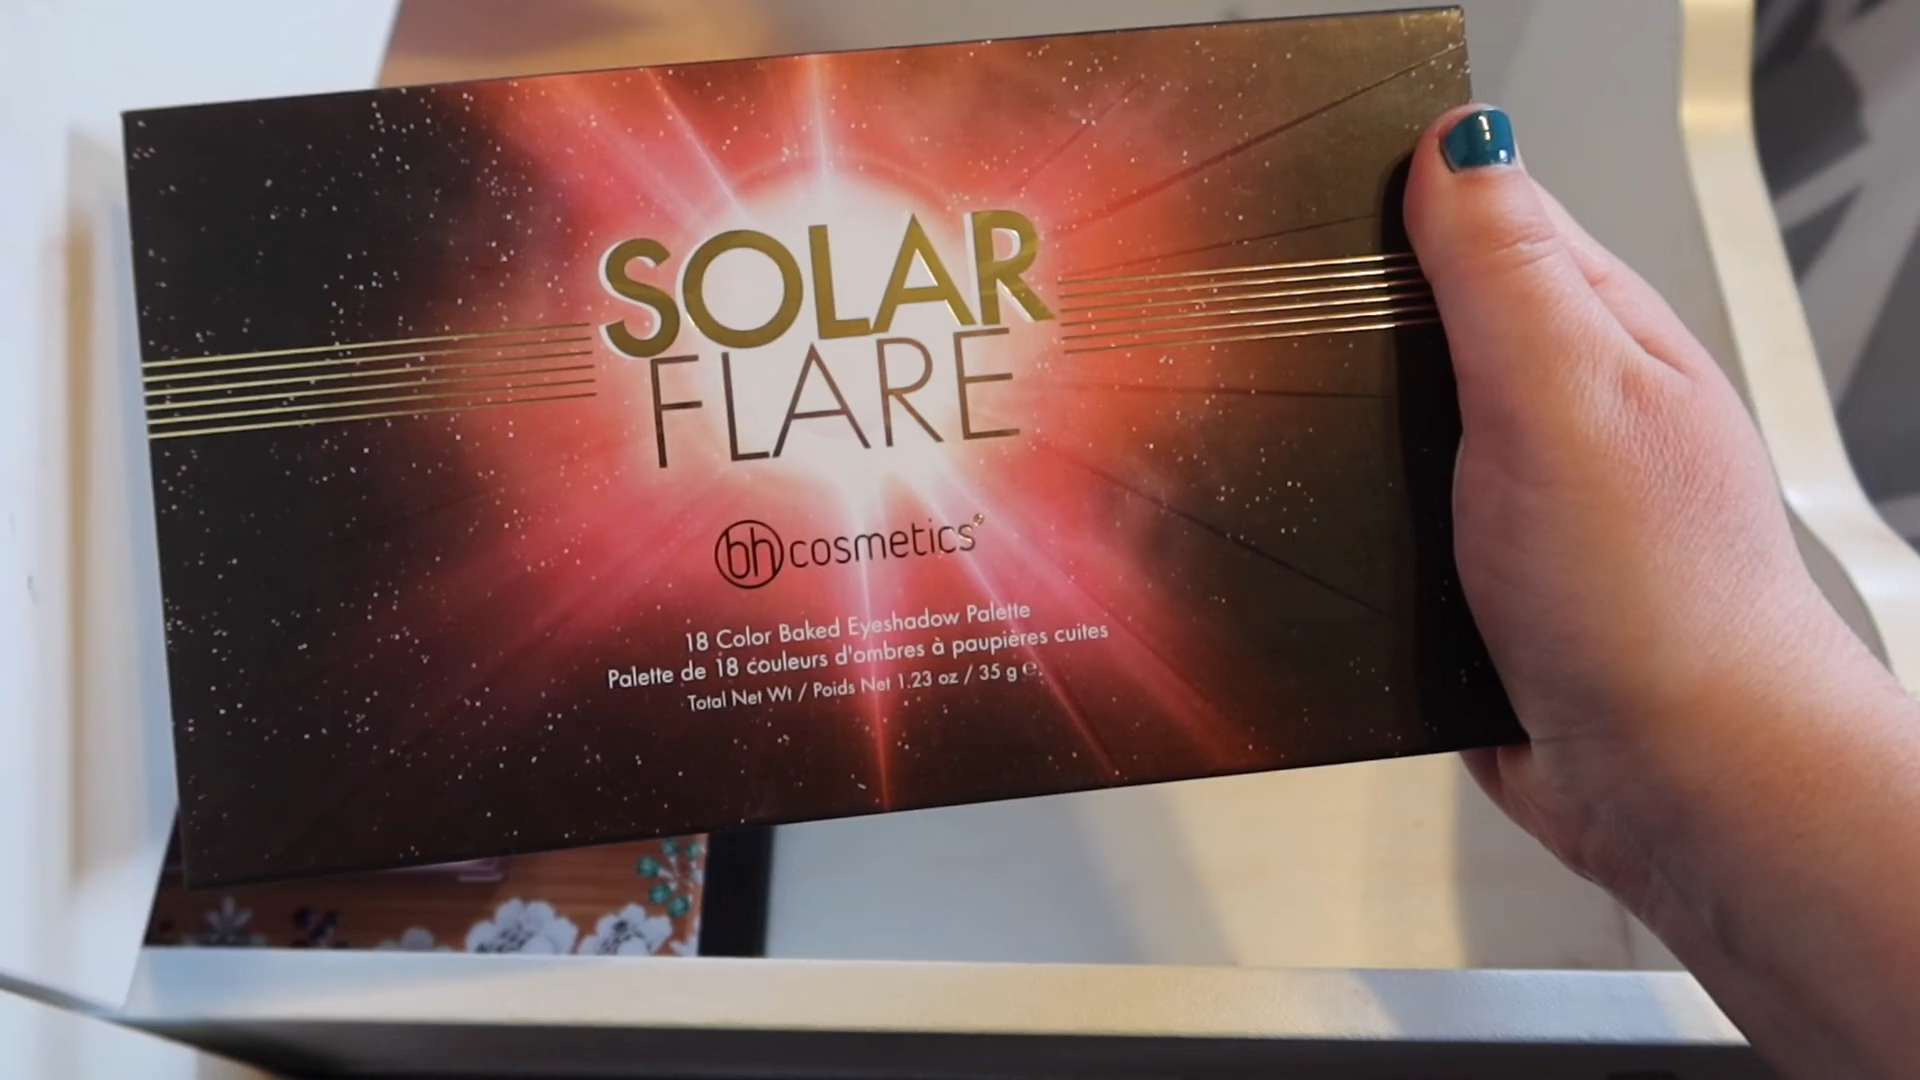 SOLAR
FLARE
bh cosmetics®
18 Color Baked Eyeshadow Palette
Palette de 18 couleurs d'ombres à paupières cuites
Total Net Wt / Poids Net 1.23 oz / 35 g ℮